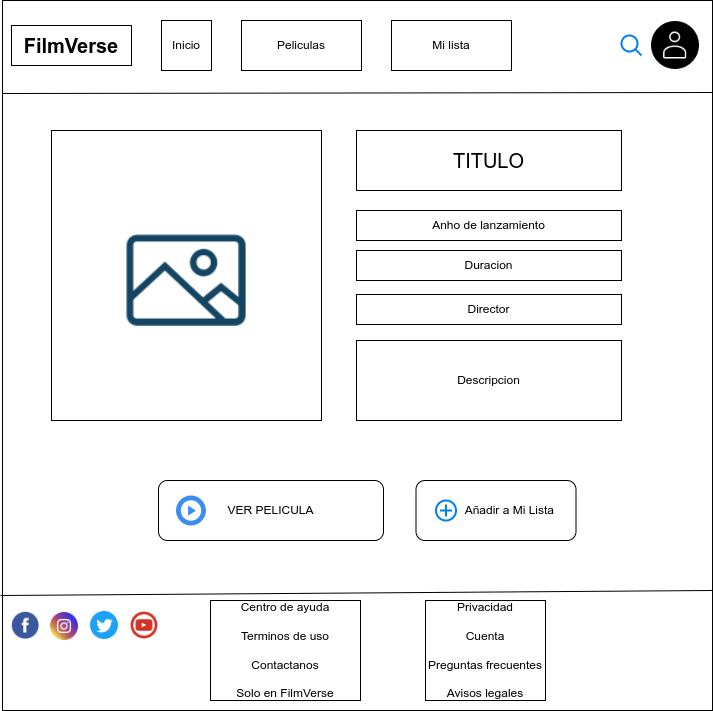 FilmVerse
Inicio
Peliculas
Mi lista
TITULO
Anho de lanzamiento
Duracion
Director
Descripcion
VER PELICULA
Añadir a Mi Lista
Centro de ayuda
Terminos de uso
Contactanos
Solo en FilmVerse
Privacidad
Cuenta
Preguntas frecuentes
Avisos legales